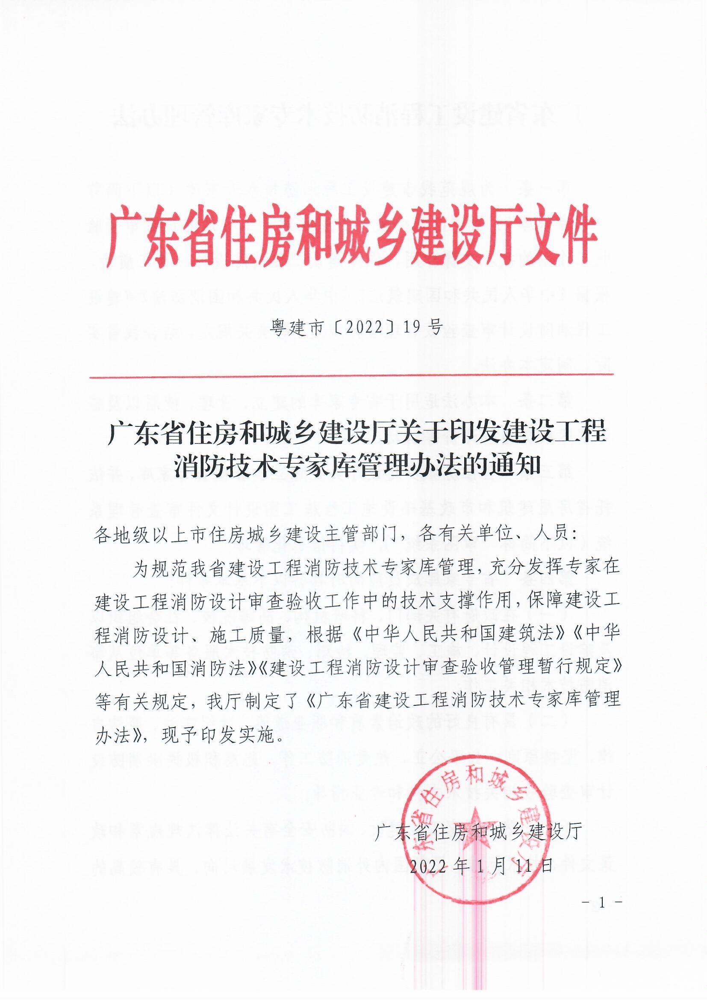 广东省住房和城乡建设厅文件
粤建市〔2022〕19号
广东省住房和城乡建设厅关于印发建设工程
消防技术专家库管理办法的通知
各地级以上市住房城乡建设主管部门，各有关单位、人员：
为规范我省建设工程消防技术专家库管理，充分发挥专家在
建设工程消防设计审查验收工作中的技术支撑作用，保障建设工
程消防设计、施工质量，根据《中华人民共和国建筑法》《中华
人民共和国消防法》《建设工程消防设计审查验收管理暂行规定》
等有关规定，我厅制定了《广东省建设工程消防技术专家库管理
办法》，现予印发实施。
广东省住房和城乡建设厅
广东省住房和城乡建设厅
2022年1月11日
- 1 -